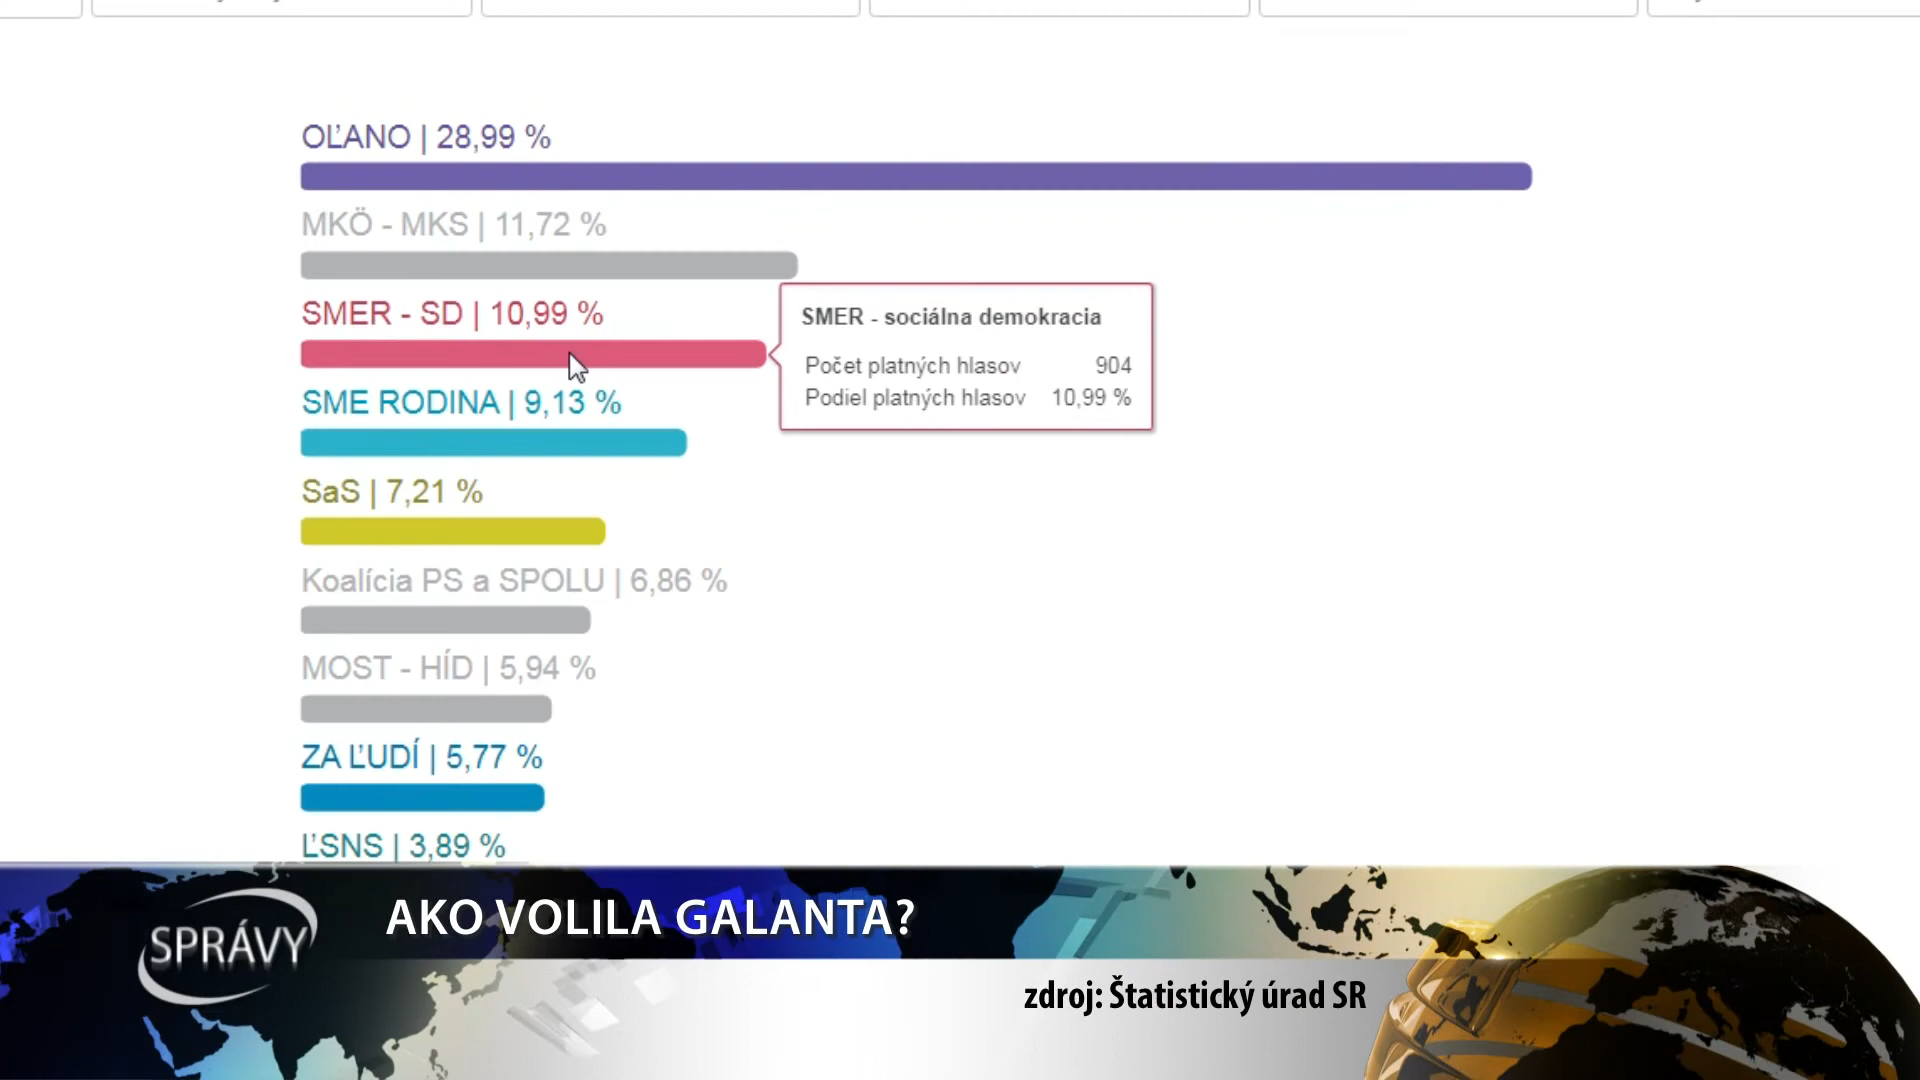 OĽANO | 28,99 %
MKÖ - MKS | 11,72 %
SMER - SD | 10,99 %
SMER - sociálna demokracia
Počet platných hlasov 904
Podiel platných hlasov 10,99 %
SME RODINA | 9,13 %
SaS | 7,21 %
Koalícia PS a SPOLU | 6,86 %
MOST - HÍD | 5,94 %
ZA ĽUDÍ | 5,77 %
ĽSNS | 3,89 %
AKO VOLILA GALANTA?
SPRÁVY
zdroj: Štatistický úrad SR